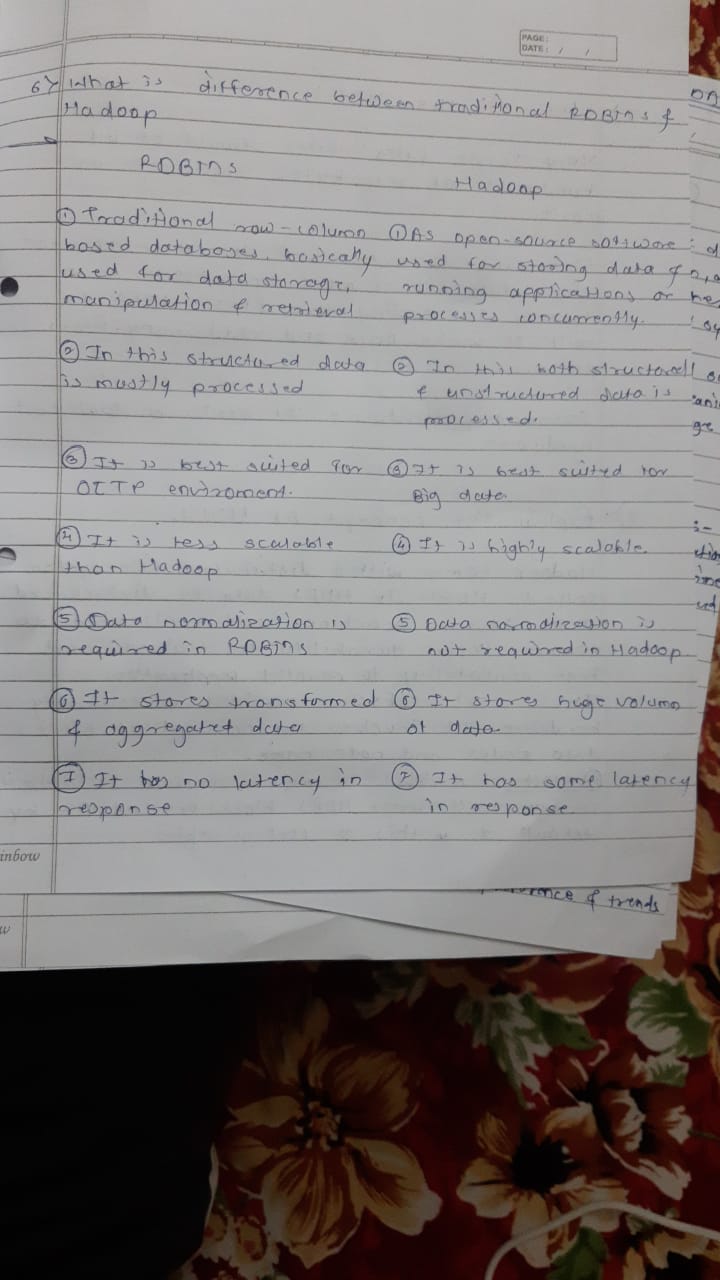 PAGE:
DATE: / /
6> What is difference between traditional RDBMS &
Hadoop
RDBMS
Hadoop
① Traditional row-column
based databases, basically
used for data storage,
manipulation & retrieval
① As open-source software
used for storing data &
running applications or
processes concurrently.
② In this structured data
is mostly processed
② In this both structured
& unstructured data is
processed.
③ It is best suited for
OLTP enviroment.
③ It is best suited for
Big data
④ It is less scalable
than Hadoop
④ It is highly scalable.
⑤ Data normalization is
required in RDBMS
⑤ Data normalization is
not required in Hadoop
⑥ It stores transformed
& aggregated data
⑥ It stores huge volume
of data
⑦ It has no latency in
response
⑦ It has some latency
in response
inbow
& trends
w